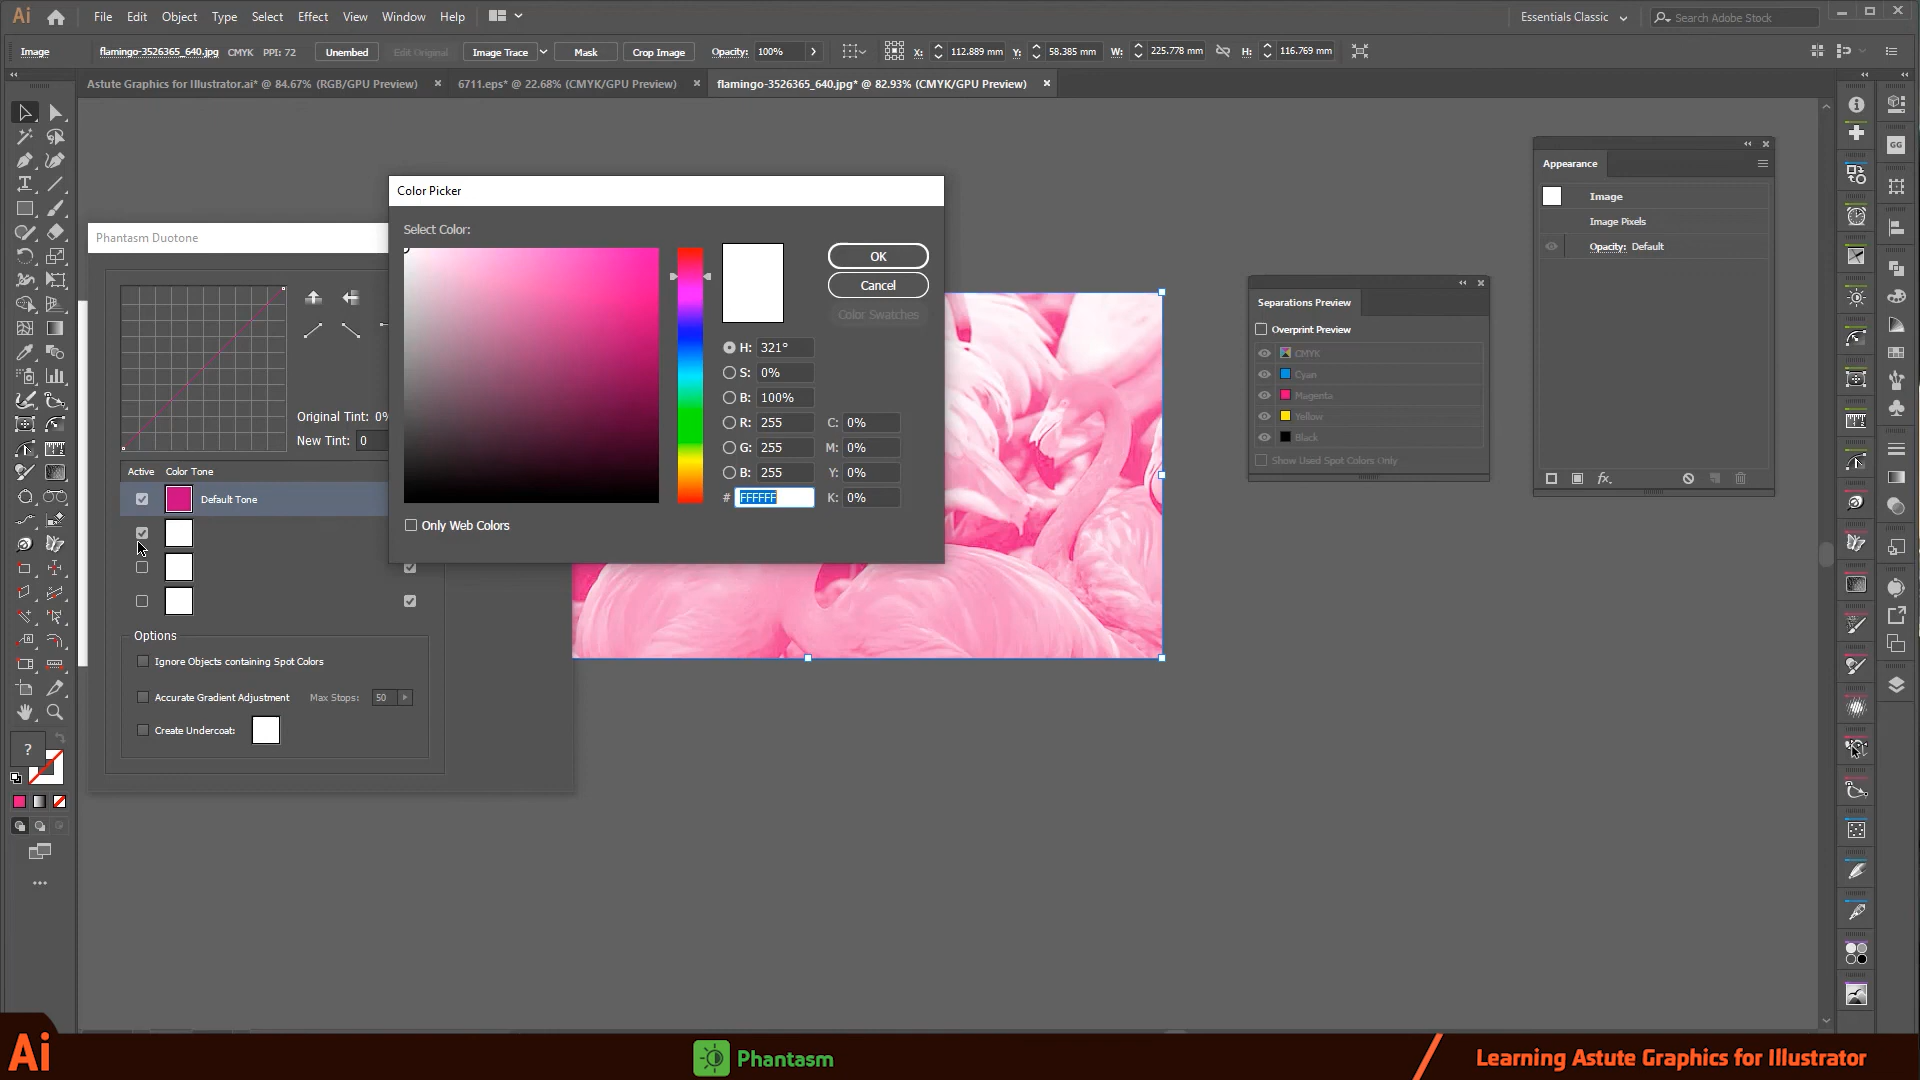 Ai File Edit Object Type Select Effect View Window Help Essentials Classic Search Adobe Stock
Image flamingo-3526365_640.jpg CMYK PPI: 72 Unembed Edit Original Image Trace Mask Crop Image Opacity: 100% X: 112.889 mm Y: 58.385 mm W: 225.778 mm H: 116.769 mm
Astute Graphics for Illustrator.ai* @ 84.67% (RGB/GPU Preview) 6711.eps* @ 22.68% (CMYK/GPU Preview) flamingo-3526365_640.jpg* @ 82.93% (CMYK/GPU Preview)
Color Picker
Select Color:
OK
Cancel
Color Swatches
H: 321°
S: 0%
B: 100%
R: 255 C: 0%
G: 255 M: 0%
B: 255 Y: 0%
# FFFFFF K: 0%
Only Web Colors
Phantasm Duotone
Original Tint: 0%
New Tint: 0
Active Color Tone
Default Tone
Options
Ignore Objects containing Spot Colors
Accurate Gradient Adjustment Max Stops: 50
Create Undercoat:
?
Separations Preview
Overprint Preview
CMYK
Cyan
Magenta
Yellow
Black
Show Used Spot Colors Only
Appearance
Image
Image Pixels
Opacity: Default
fx
GG
Ai Phantasm Learning Astute Graphics for Illustrator